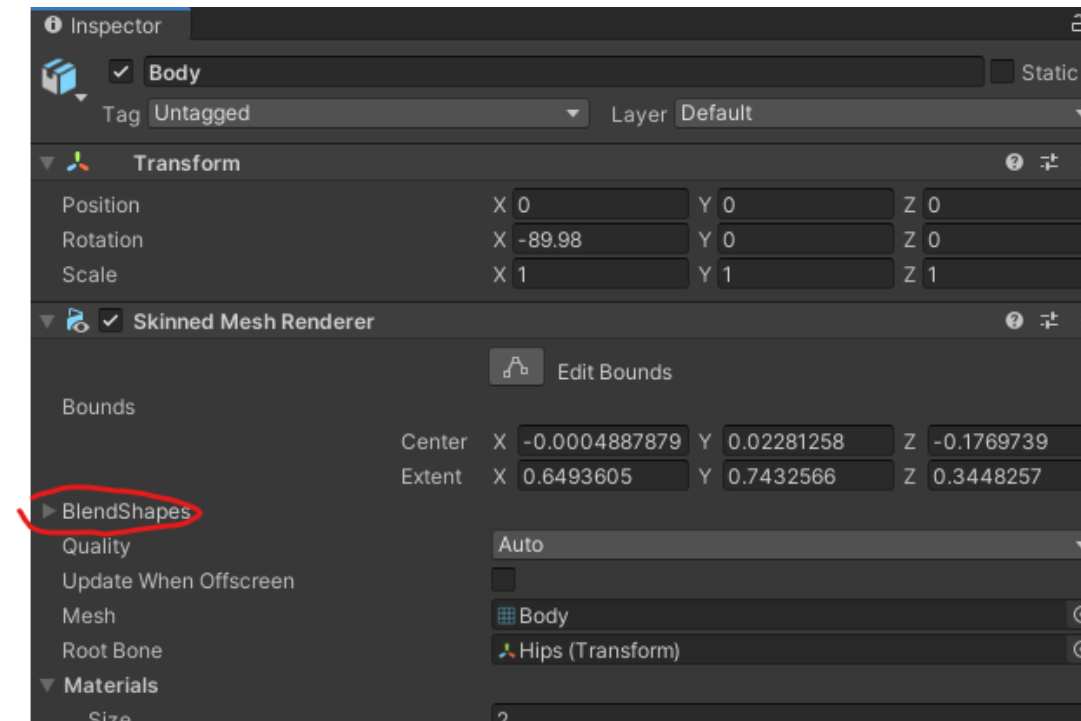 Inspector
Body Static
Tag Untagged Layer Default
Transform
Position X 0 Y 0 Z 0
Rotation X -89.98 Y 0 Z 0
Scale X 1 Y 1 Z 1
Skinned Mesh Renderer
Edit Bounds
Bounds
Center X -0.0004887879 Y 0.02281258 Z -0.1769739
Extent X 0.6493605 Y 0.7432566 Z 0.3448257
BlendShapes
Quality Auto
Update When Offscreen
Mesh Body
Root Bone Hips (Transform)
Materials
Size 2